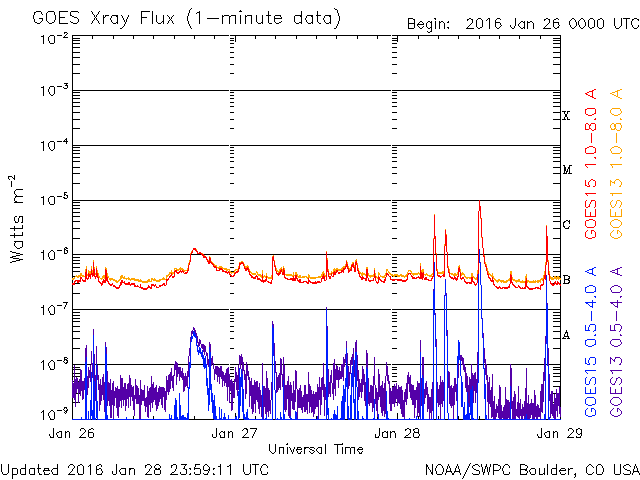 GOES Xray Flux (1-minute data)
Begin: 2016 Jan 26 0000 UTC
10-2
10-3
10-4
10-5
10-6
10-7
10-8
10-9
Watts m-2
X
M
C
B
A
GOES15 1.0-8.0 A
GOES13 1.0-8.0 A
GOES15 0.5-4.0 A
GOES13 0.5-4.0 A
Jan 26
Jan 27
Jan 28
Jan 29
Universal Time
Updated 2016 Jan 28 23:59:11 UTC
NOAA/SWPC Boulder, CO USA